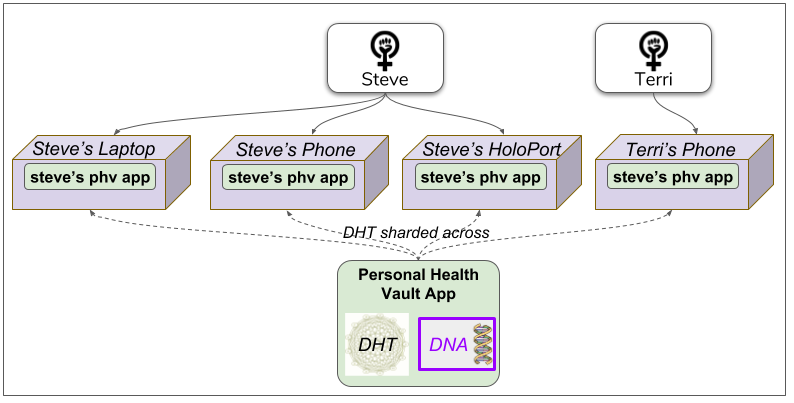 Steve
Terri
Steve's Laptop
Steve's Phone
Steve's HoloPort
Terri's Phone
steve's phv app
steve's phv app
steve's phv app
steve's phv app
DHT sharded across
Personal Health
Vault App
DHT
DNA